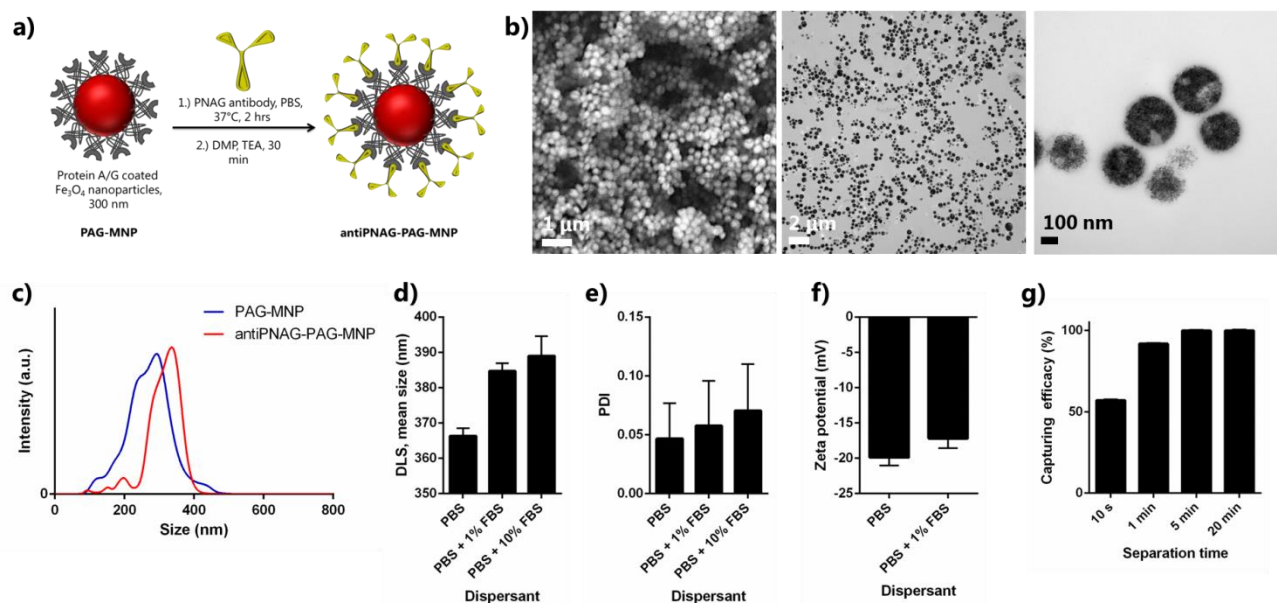 a)
1.) PNAG antibody, PBS,
37°C, 2 hrs
2.) DMP, TEA, 30
min
Protein A/G coated
Fe₃O₄ nanoparticles,
300 nm
PAG-MNP
antiPNAG-PAG-MNP
b)
1 µm
2 µm
100 nm
c)
PAG-MNP
antiPNAG-PAG-MNP
Intensity (a.u.)
0
0
200
400
600
800
Size (nm)
d)
DLS, mean size (nm)
400
390
380
370
360
350
PBS
PBS + 1% FBS
PBS + 10% FBS
Dispersant
e)
PDI
0.15
0.10
0.05
0.00
PBS
PBS + 1% FBS
PBS + 10% FBS
Dispersant
f)
Zeta potential (mV)
0
-5
-10
-15
-20
-25
PBS
PBS + 1% FBS
Dispersant
g)
Capturing efficacy (%)
100
50
0
10 s
1 min
5 min
20 min
Separation time